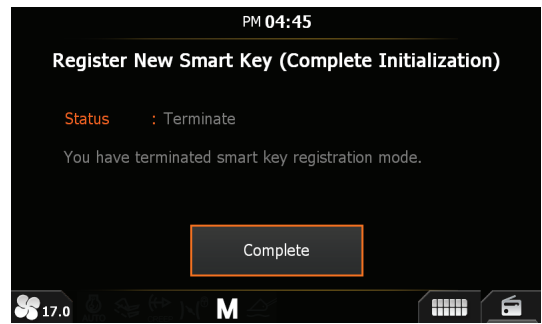 PM 04:45
Register New Smart Key (Complete Initialization)
Status : Terminate
You have terminated smart key registration mode.
Complete
17.0 AUTO M